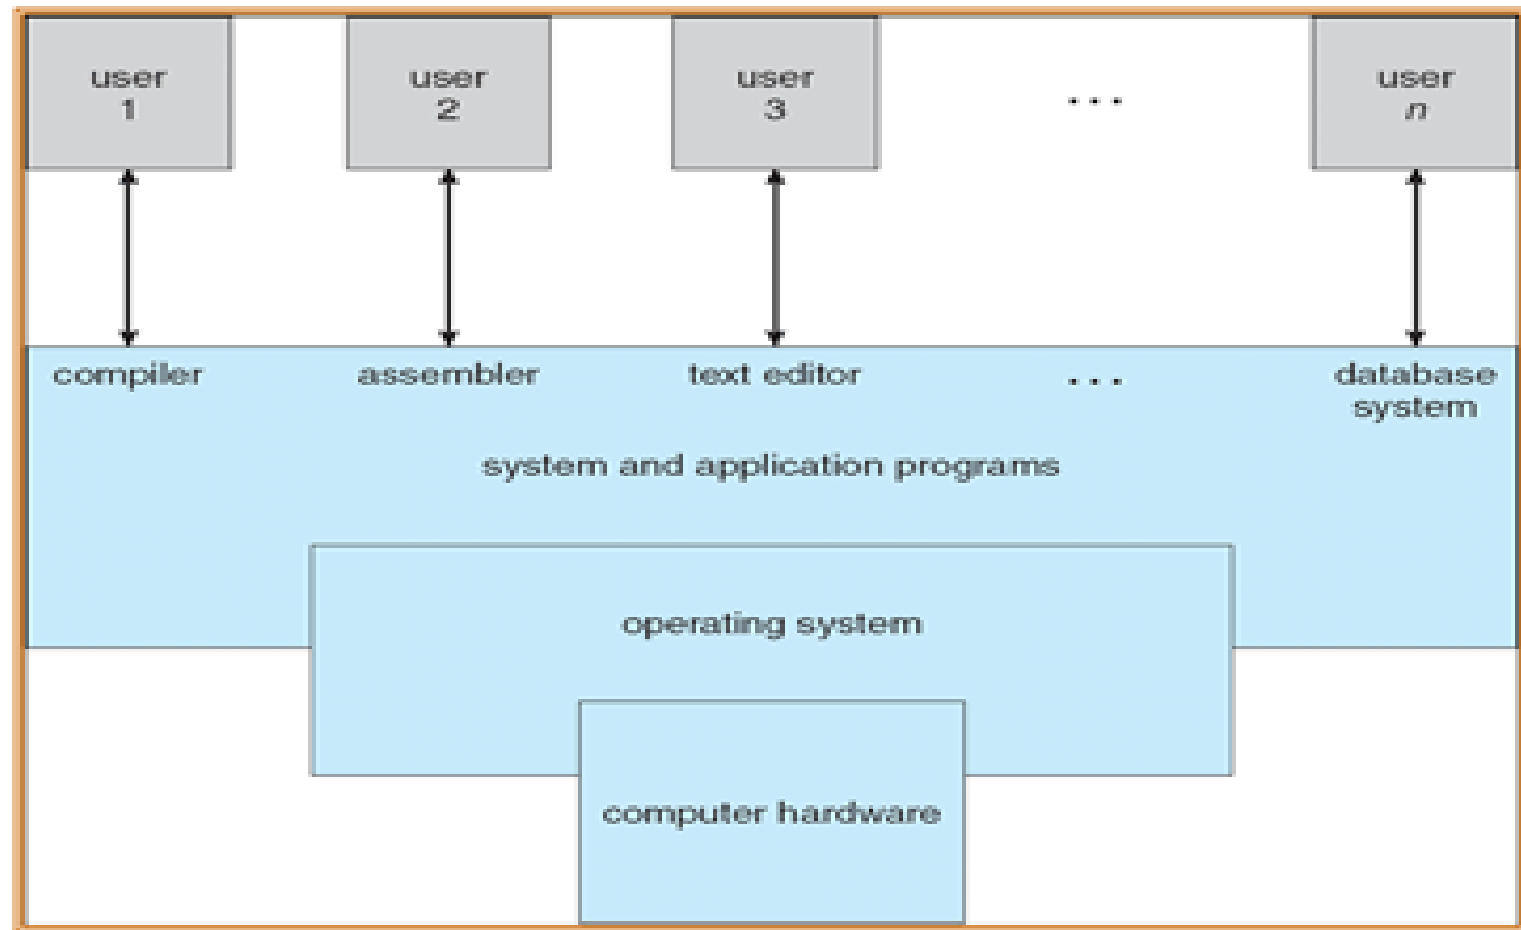 user
1
user
2
user
3
...
user
n
compiler
assembler
text editor
...
database
system
system and application programs
operating system
computer hardware